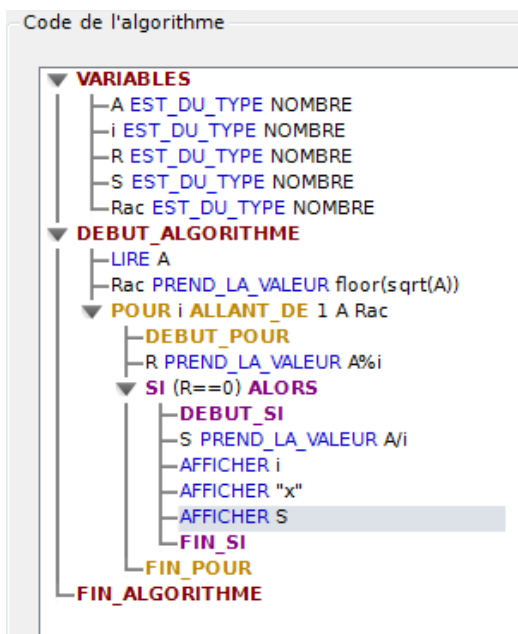 Code de l'algorithme
VARIABLES
A EST_DU_TYPE NOMBRE
i EST_DU_TYPE NOMBRE
R EST_DU_TYPE NOMBRE
S EST_DU_TYPE NOMBRE
Rac EST_DU_TYPE NOMBRE
DEBUT_ALGORITHME
LIRE A
Rac PREND_LA_VALEUR floor(sqrt(A))
POUR i ALLANT_DE 1 A Rac
DEBUT_POUR
R PREND_LA_VALEUR A%i
SI (R==0) ALORS
DEBUT_SI
S PREND_LA_VALEUR A/i
AFFICHER i
AFFICHER "x"
AFFICHER S
FIN_SI
FIN_POUR
FIN_ALGORITHME